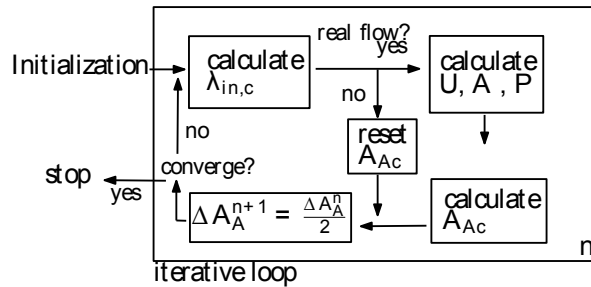 real flow?
yes
Initialization
calculate
λin,c
calculate
U, A , P
no
reset
AAc
no
converge?
stop
yes
ΔA_A^{n+1} = ΔA_A^n / 2
calculate
AAc
n
iterative loop